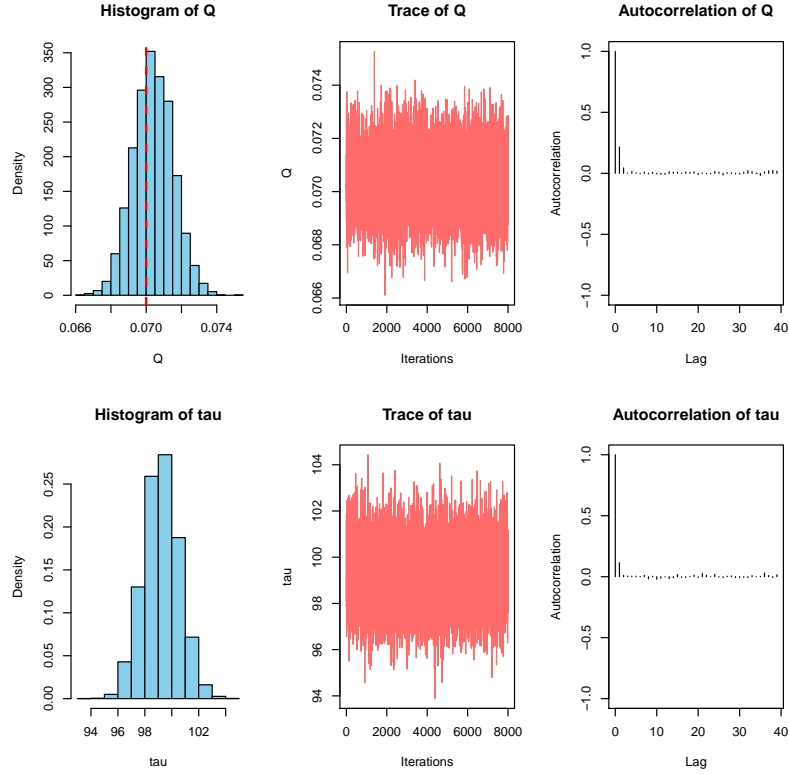 Histogram of Q
Density
0 50 100 150 200 250 300 350
0.066 0.070 0.074
Q
Trace of Q
Q
0.066 0.068 0.070 0.072 0.074
0 2000 4000 6000 8000
Iterations
Autocorrelation of Q
Autocorrelation
−1.0 −0.5 0.0 0.5 1.0
0 10 20 30 40
Lag
Histogram of tau
Density
0.00 0.05 0.10 0.15 0.20 0.25
94 96 98 102
tau
Trace of tau
tau
94 96 98 100 102 104
0 2000 4000 6000 8000
Iterations
Autocorrelation of tau
Autocorrelation
−1.0 −0.5 0.0 0.5 1.0
0 10 20 30 40
Lag